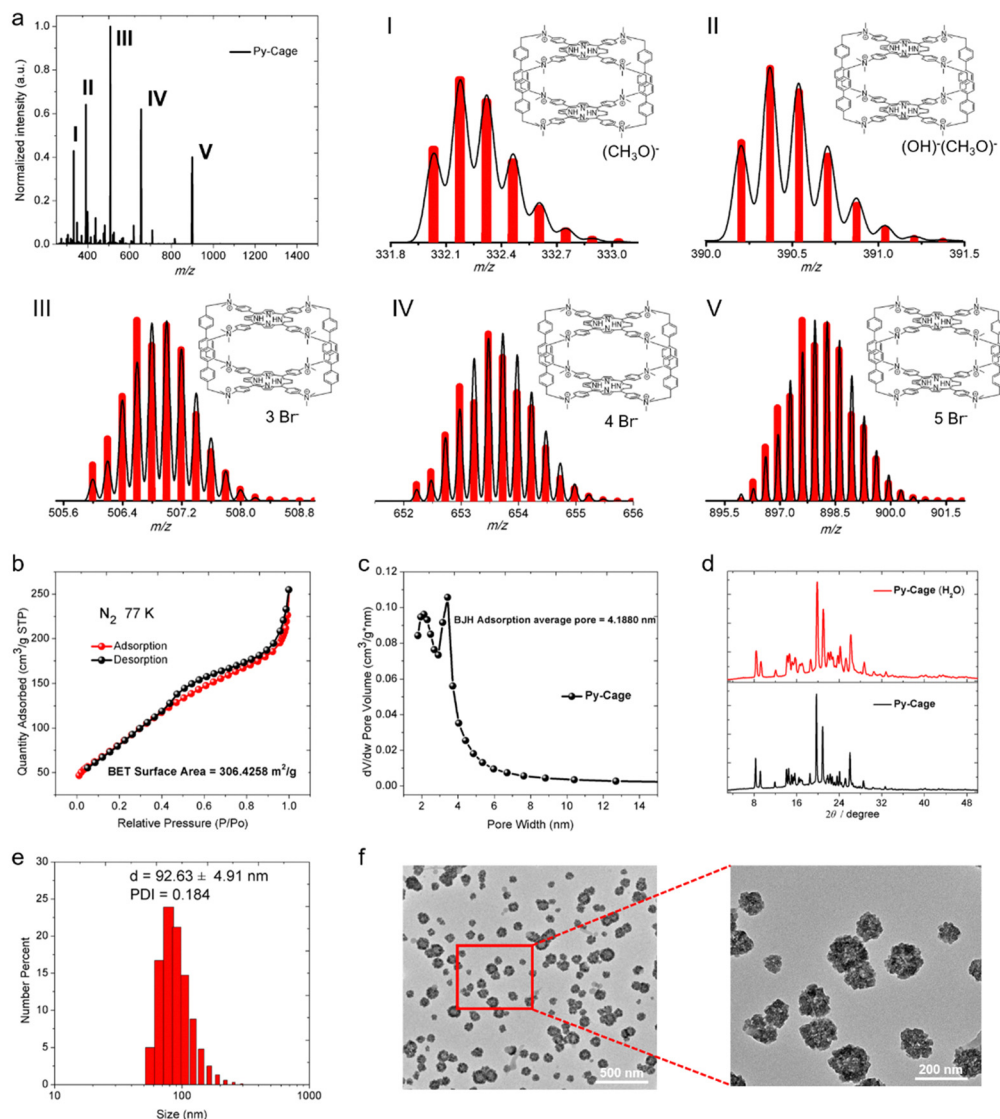 a
Normalized intensity (a.u.)
1.0
0.8
0.6
0.4
0.2
0.0
400 600 800 1000 1200 1400
m/z
Py-Cage
I
II
III
IV
V
I
(CH₃O)⁻
331.8 332.1 332.4 332.7 333.0
m/z
II
(OH)⁻(CH₃O)⁻
390.0 390.5 391.0 391.5
m/z
III
3 Br⁻
505.6 506.4 507.2 508.0 508.8
m/z
IV
4 Br⁻
652 653 654 655 656
m/z
V
5 Br⁻
895.5 897.0 898.5 900.0 901.5
m/z
b
Quantity Adsorbed (cm³/g STP)
300
250
200
150
100
50
N₂ 77 K
Adsorption
Desorption
BET Surface Area = 306.4258 m²/g
0.0 0.2 0.4 0.6 0.8 1.0
Relative Pressure (P/Po)
c
dV/dw Pore Volume (cm³/g*nm)
0.12
0.10
0.08
0.06
0.04
0.02
0.00
BJH Adsorption average pore = 4.1880 nm
Py-Cage
2 4 6 8 10 12 14
Pore Width (nm)
d
Py-Cage (H₂O)
Py-Cage
8 16 24 32 40 48
2θ / degree
e
Number Percent
30
25
20
15
10
5
0
d = 92.63 ± 4.91 nm
PDI = 0.184
10 100 1000
Size (nm)
f
500 nm
200 nm